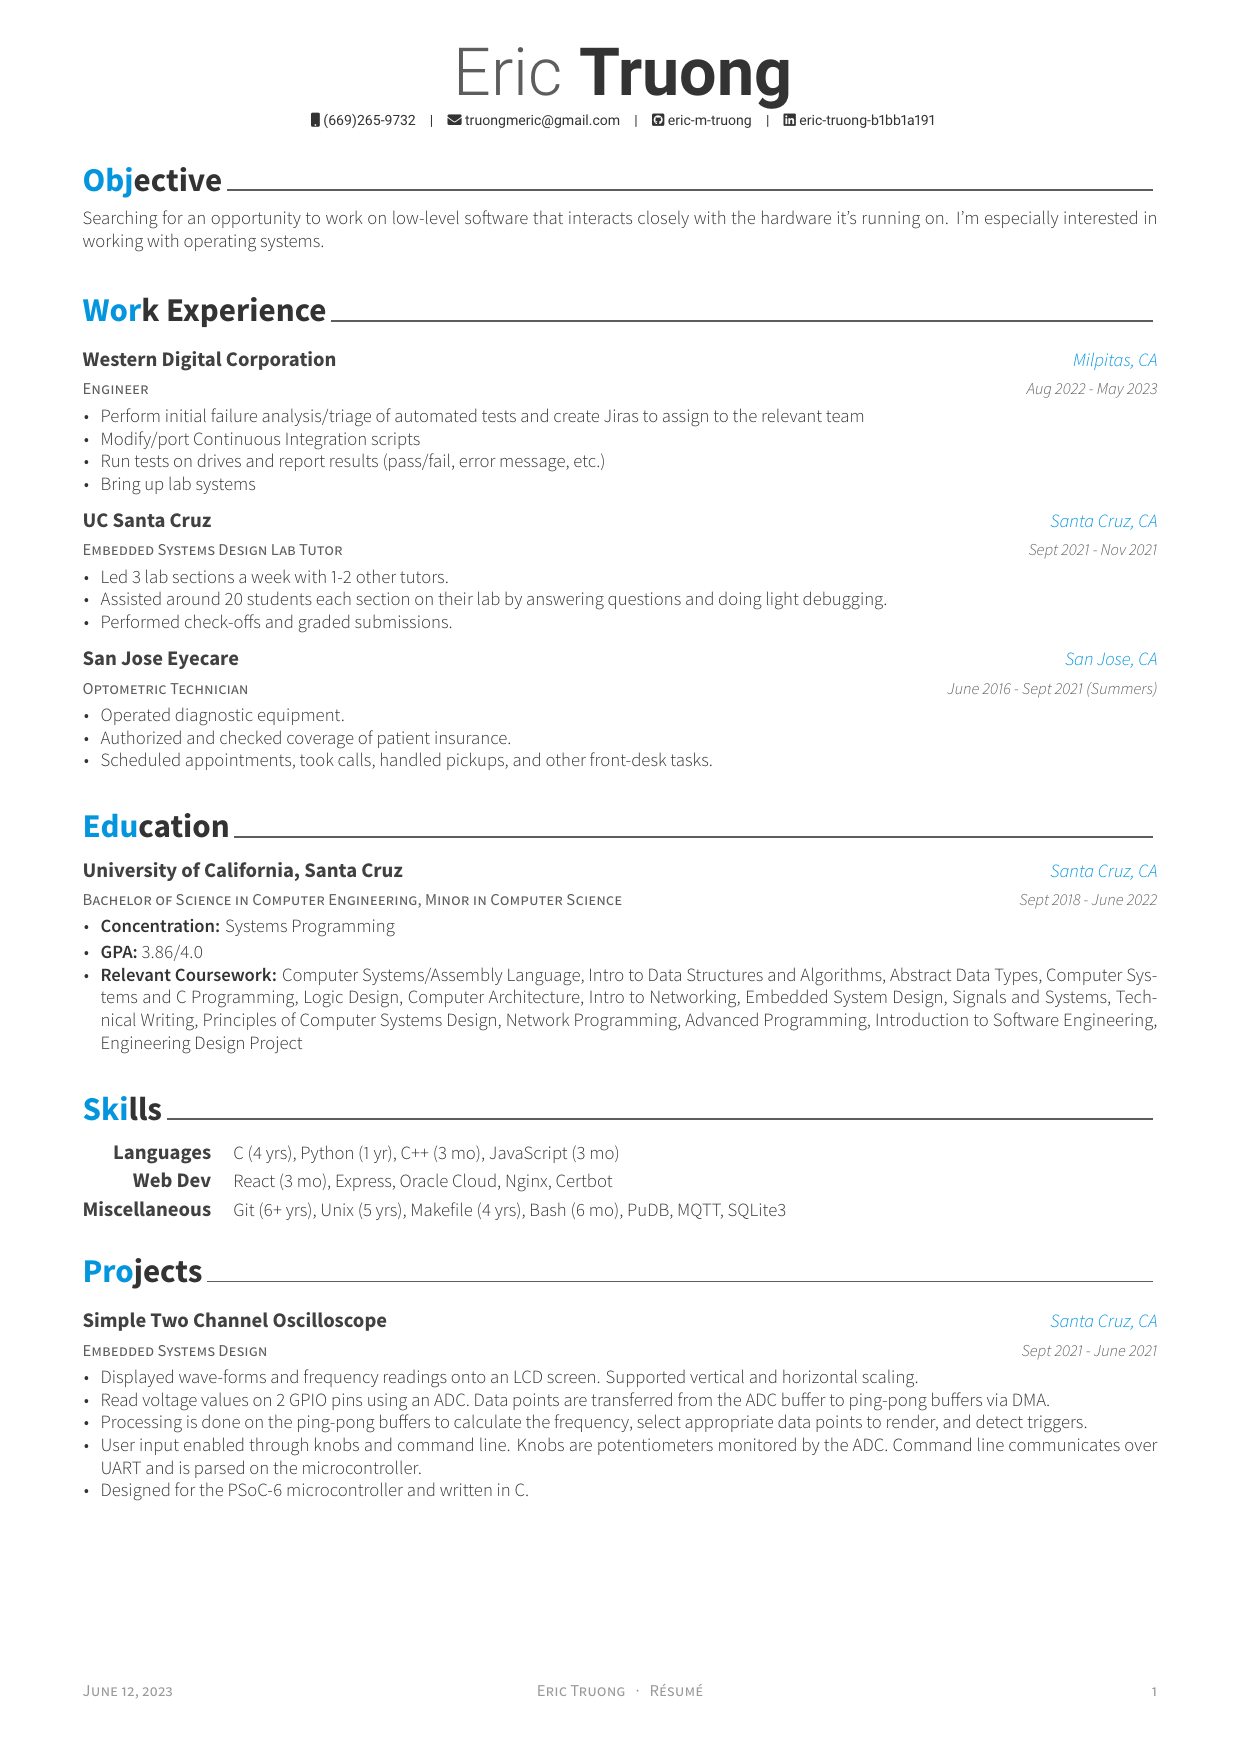 Eric Truong
(669)265-9732 | truongmeric@gmail.com | eric-m-truong | eric-truong-b1bb1a191
Objective
Searching for an opportunity to work on low-level software that interacts closely with the hardware it's running on. I'm especially interested in
working with operating systems.
Work Experience
Western Digital Corporation Milpitas, CA
Engineer Aug 2022 - May 2023
• Perform initial failure analysis/triage of automated tests and create Jiras to assign to the relevant team
• Modify/port Continuous Integration scripts
• Run tests on drives and report results (pass/fail, error message, etc.)
• Bring up lab systems
UC Santa Cruz Santa Cruz, CA
Embedded Systems Design Lab Tutor Sept 2021 - Nov 2021
• Led 3 lab sections a week with 1-2 other tutors.
• Assisted around 20 students each section on their lab by answering questions and doing light debugging.
• Performed check-offs and graded submissions.
San Jose Eyecare San Jose, CA
Optometric Technician June 2016 - Sept 2021 (Summers)
• Operated diagnostic equipment.
• Authorized and checked coverage of patient insurance.
• Scheduled appointments, took calls, handled pickups, and other front-desk tasks.
Education
University of California, Santa Cruz Santa Cruz, CA
Bachelor of Science in Computer Engineering, Minor in Computer Science Sept 2018 - June 2022
• Concentration: Systems Programming
• GPA: 3.86/4.0
• Relevant Coursework: Computer Systems/Assembly Language, Intro to Data Structures and Algorithms, Abstract Data Types, Computer Sys-
tems and C Programming, Logic Design, Computer Architecture, Intro to Networking, Embedded System Design, Signals and Systems, Tech-
nical Writing, Principles of Computer Systems Design, Network Programming, Advanced Programming, Introduction to Software Engineering,
Engineering Design Project
Skills
Languages C (4 yrs), Python (1 yr), C++ (3 mo), JavaScript (3 mo)
Web Dev React (3 mo), Express, Oracle Cloud, Nginx, Certbot
Miscellaneous Git (6+ yrs), Unix (5 yrs), Makefile (4 yrs), Bash (6 mo), PuDB, MQTT, SQLite3
Projects
Simple Two Channel Oscilloscope Santa Cruz, CA
Embedded Systems Design Sept 2021 - June 2021
• Displayed wave-forms and frequency readings onto an LCD screen. Supported vertical and horizontal scaling.
• Read voltage values on 2 GPIO pins using an ADC. Data points are transferred from the ADC buffer to ping-pong buffers via DMA.
• Processing is done on the ping-pong buffers to calculate the frequency, select appropriate data points to render, and detect triggers.
• User input enabled through knobs and command line. Knobs are potentiometers monitored by the ADC. Command line communicates over
UART and is parsed on the microcontroller.
• Designed for the PSoC-6 microcontroller and written in C.
June 12, 2023 Eric Truong · Résumé 1